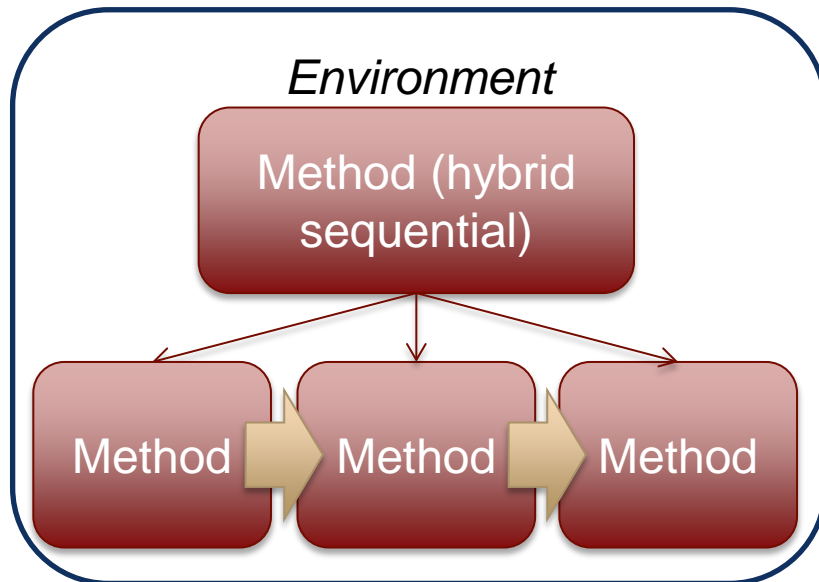 Environment
Method (hybrid
sequential)
Method
Method
Method